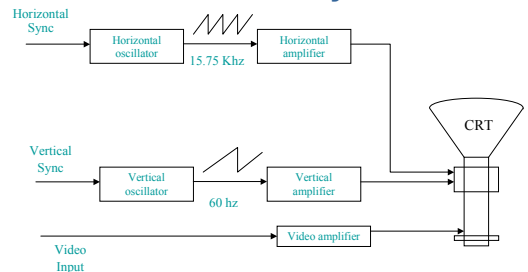 Horizontal
Sync
Horizontal
oscillator
15.75 Khz
Horizontal
amplifier
CRT
Vertical
Sync
Vertical
oscillator
60 hz
Vertical
amplifier
Video
Input
Video amplifier